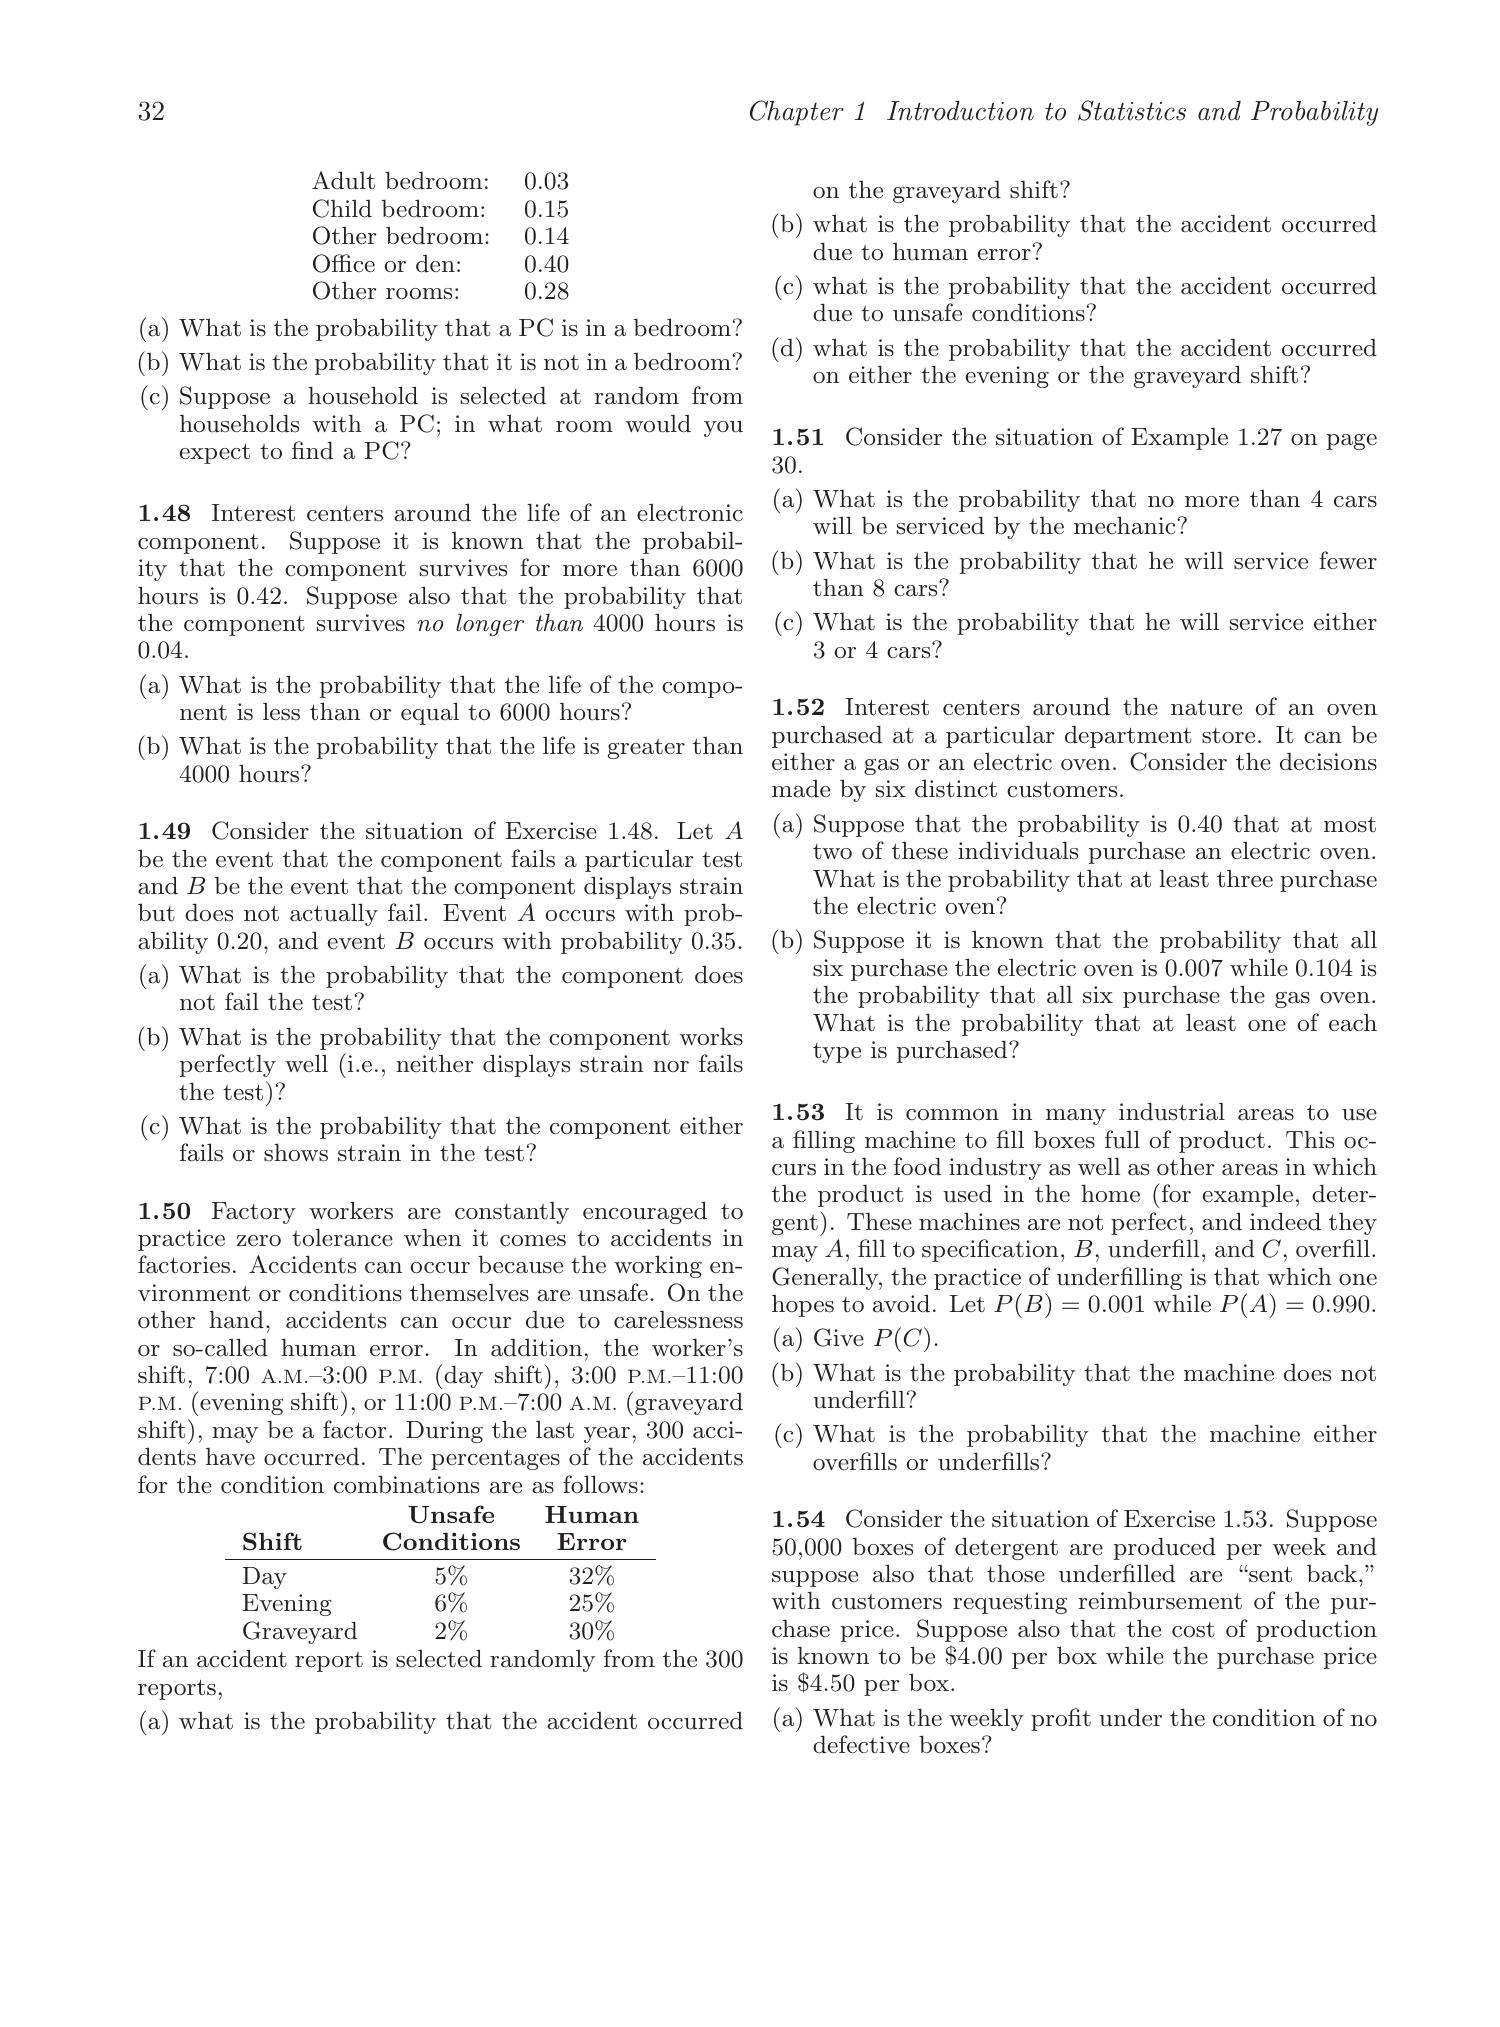 32
Chapter 1 Introduction to Statistics and Probability
Adult bedroom: 0.03
Child bedroom: 0.15
Other bedroom: 0.14
Office or den: 0.40
Other rooms: 0.28
(a) What is the probability that a PC is in a bedroom?
(b) What is the probability that it is not in a bedroom?
(c) Suppose a household is selected at random from
households with a PC; in what room would you
expect to find a PC?
1.48 Interest centers around the life of an electronic
component. Suppose it is known that the probabil-
ity that the component survives for more than 6000
hours is 0.42. Suppose also that the probability that
the component survives no longer than 4000 hours is
0.04.
(a) What is the probability that the life of the compo-
nent is less than or equal to 6000 hours?
(b) What is the probability that the life is greater than
4000 hours?
1.49 Consider the situation of Exercise 1.48. Let A
be the event that the component fails a particular test
and B be the event that the component displays strain
but does not actually fail. Event A occurs with prob-
ability 0.20, and event B occurs with probability 0.35.
(a) What is the probability that the component does
not fail the test?
(b) What is the probability that the component works
perfectly well (i.e., neither displays strain nor fails
the test)?
(c) What is the probability that the component either
fails or shows strain in the test?
1.50 Factory workers are constantly encouraged to
practice zero tolerance when it comes to accidents in
factories. Accidents can occur because the working en-
vironment or conditions themselves are unsafe. On the
other hand, accidents can occur due to carelessness
or so-called human error. In addition, the worker's
shift, 7:00 A.M.–3:00 P.M. (day shift), 3:00 P.M.–11:00
P.M. (evening shift), or 11:00 P.M.–7:00 A.M. (graveyard
shift), may be a factor. During the last year, 300 acci-
dents have occurred. The percentages of the accidents
for the condition combinations are as follows:
Unsafe Human
Shift Conditions Error
Day 5% 32%
Evening 6% 25%
Graveyard 2% 30%
If an accident report is selected randomly from the 300
reports,
(a) what is the probability that the accident occurred
on the graveyard shift?
(b) what is the probability that the accident occurred
due to human error?
(c) what is the probability that the accident occurred
due to unsafe conditions?
(d) what is the probability that the accident occurred
on either the evening or the graveyard shift?
1.51 Consider the situation of Example 1.27 on page
30.
(a) What is the probability that no more than 4 cars
will be serviced by the mechanic?
(b) What is the probability that he will service fewer
than 8 cars?
(c) What is the probability that he will service either
3 or 4 cars?
1.52 Interest centers around the nature of an oven
purchased at a particular department store. It can be
either a gas or an electric oven. Consider the decisions
made by six distinct customers.
(a) Suppose that the probability is 0.40 that at most
two of these individuals purchase an electric oven.
What is the probability that at least three purchase
the electric oven?
(b) Suppose it is known that the probability that all
six purchase the electric oven is 0.007 while 0.104 is
the probability that all six purchase the gas oven.
What is the probability that at least one of each
type is purchased?
1.53 It is common in many industrial areas to use
a filling machine to fill boxes full of product. This oc-
curs in the food industry as well as other areas in which
the product is used in the home (for example, deter-
gent). These machines are not perfect, and indeed they
may A, fill to specification, B, underfill, and C, overfill.
Generally, the practice of underfilling is that which one
hopes to avoid. Let P(B) = 0.001 while P(A) = 0.990.
(a) Give P(C).
(b) What is the probability that the machine does not
underfill?
(c) What is the probability that the machine either
overfills or underfills?
1.54 Consider the situation of Exercise 1.53. Suppose
50,000 boxes of detergent are produced per week and
suppose also that those underfilled are “sent back,”
with customers requesting reimbursement of the pur-
chase price. Suppose also that the cost of production
is known to be $4.00 per box while the purchase price
is $4.50 per box.
(a) What is the weekly profit under the condition of no
defective boxes?